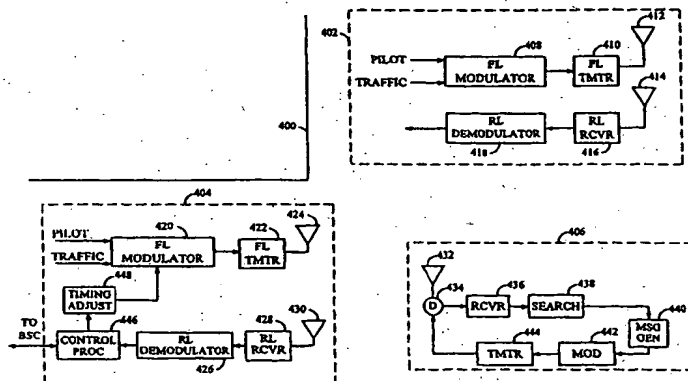 402
408
410
412
PILOT
TRAFFIC
FL
MODULATOR
FL
TMTR
414
RL
DEMODULATOR
RL
RCVR
418
416
400
404
420
422
424
PILOT
TRAFFIC
FL
MODULATOR
FL
TMTR
448
TIMING
ADJUST
TO
BSC
446
428
430
CONTROL
PROC
RL
DEMODULATOR
RL
RCVR
426
406
432
434
436
438
440
D
RCVR
SEARCH
MSG
GEN
444
442
TMTR
MOD